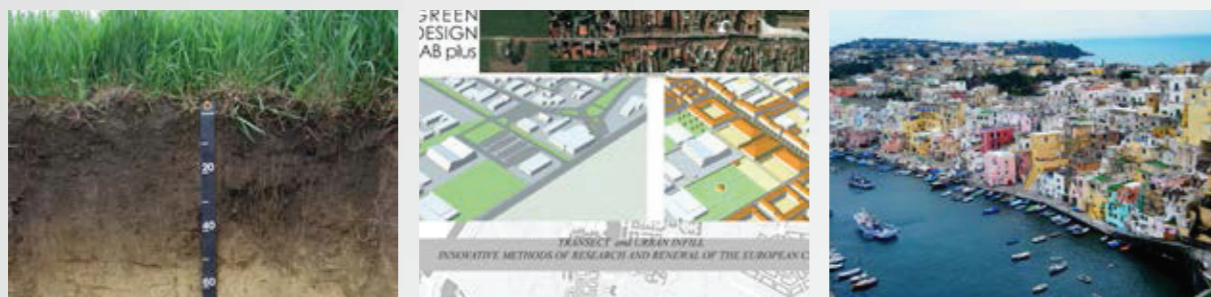 20
40
60
GREEN
DESIGN
LAB plus
TRANSECT and URBAN INFILL
INNOVATIVE METHODS OF RESEARCH AND RENEWAL OF THE EUROPEAN C